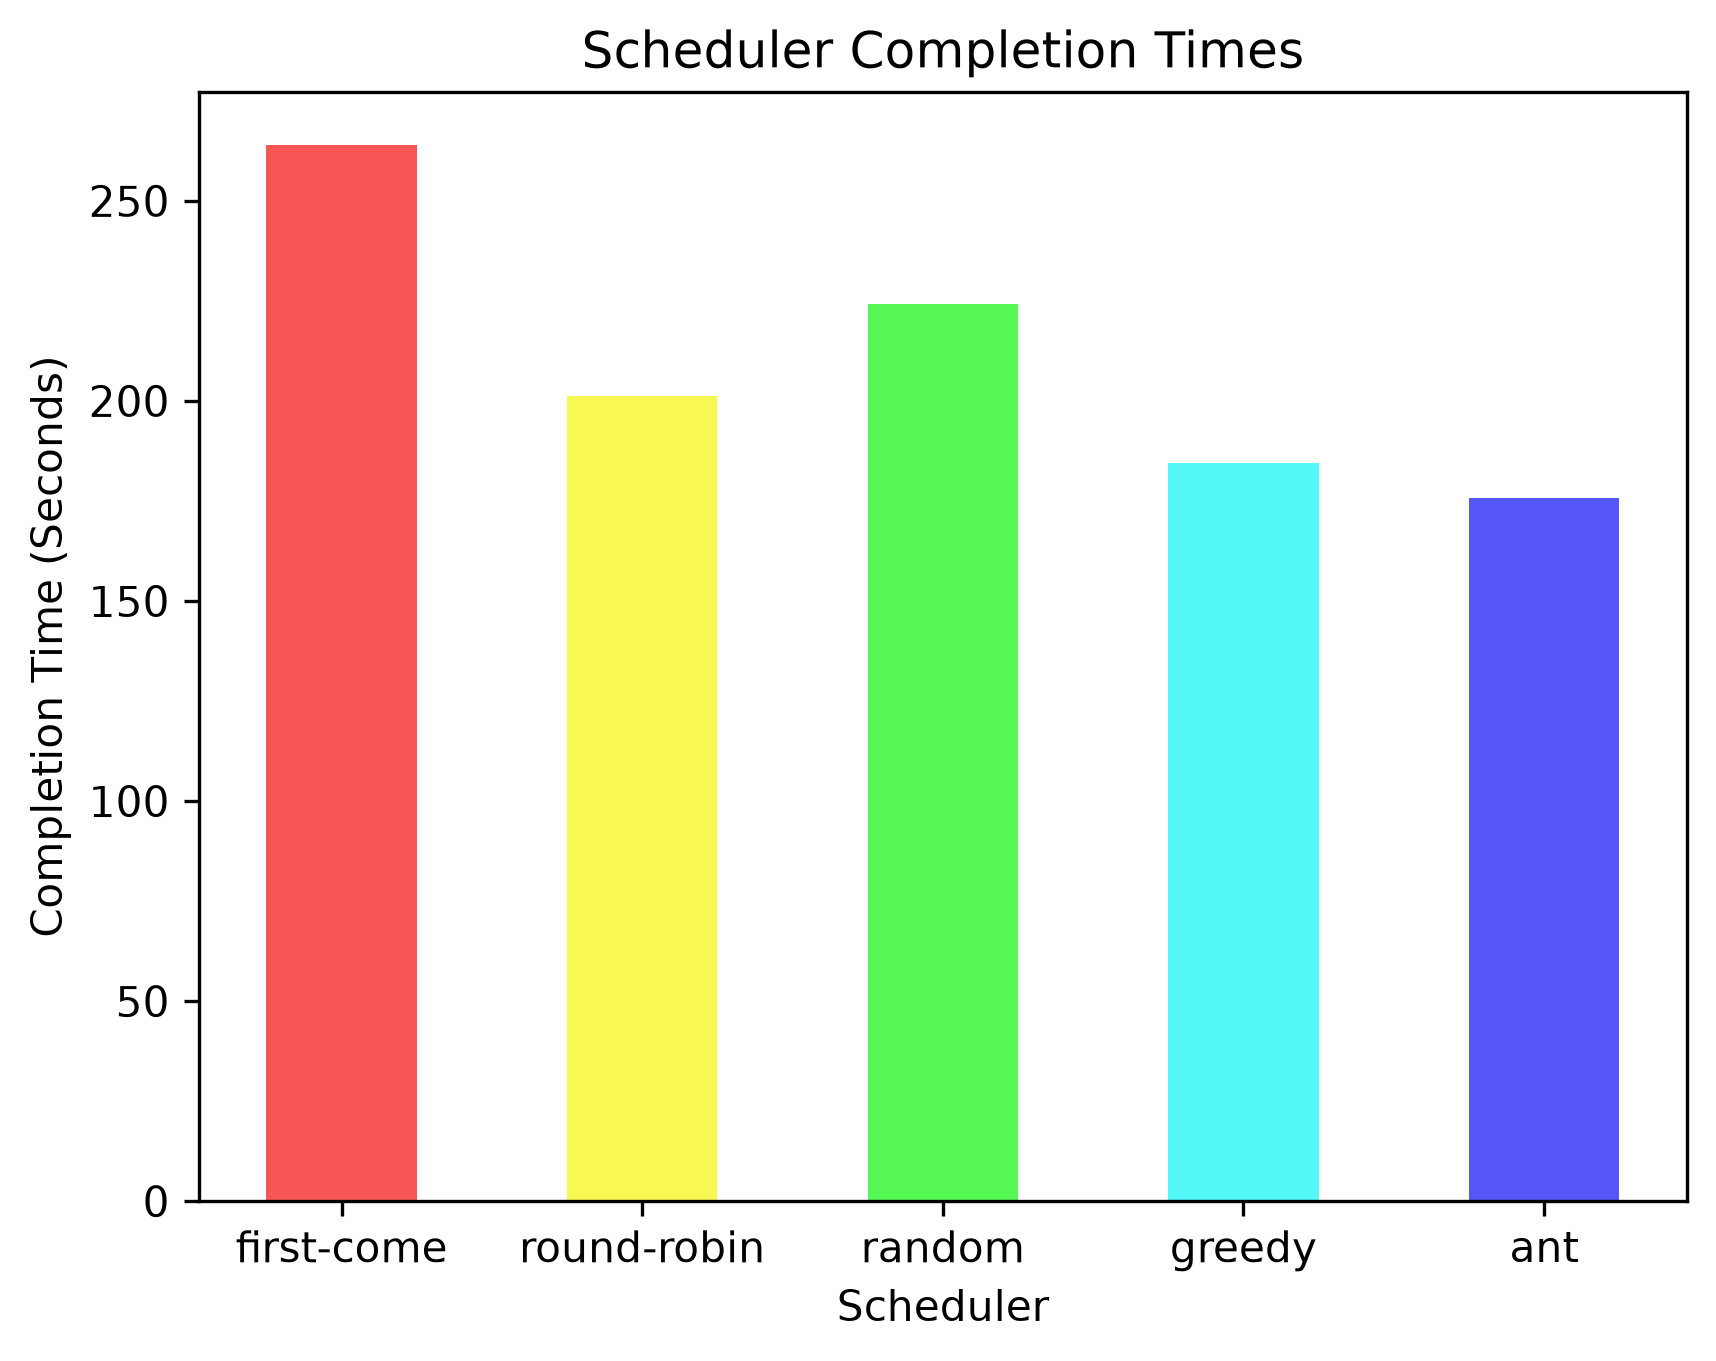 Scheduler Completion Times
Completion Time (Seconds)
250
200
150
100
50
0
first-come round-robin random greedy ant
Scheduler